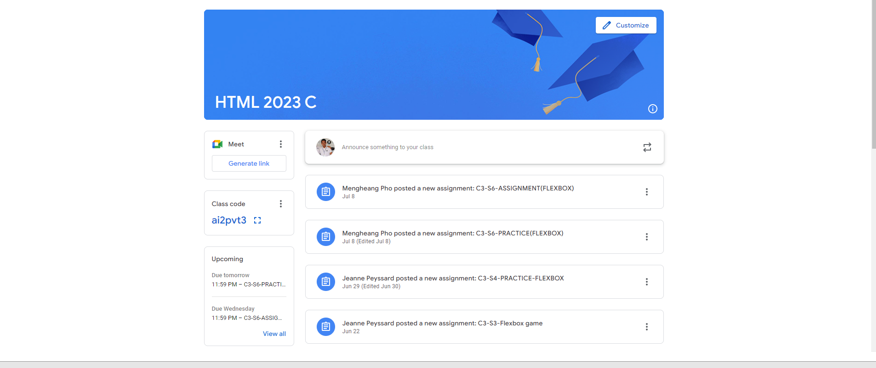 Customize
HTML 2023 C
Meet
Generate link
Class code
ai2pvt3
Upcoming
Due tomorrow
11:59 PM – C3-S6-PRACTI...
Due Wednesday
11:59 PM – C3-S6-ASSIG...
View all
Announce something to your class
Mengheang Pho posted a new assignment: C3-S6-ASSIGNMENT(FLEXBOX)
Jul 8
Mengheang Pho posted a new assignment: C3-S6-PRACTICE(FLEXBOX)
Jul 8 (Edited Jul 8)
Jeanne Peyssard posted a new assignment: C3-S4-PRACTICE-FLEXBOX
Jun 29 (Edited Jun 30)
Jeanne Peyssard posted a new assignment: C3-S3-Flexbox game
Jun 22